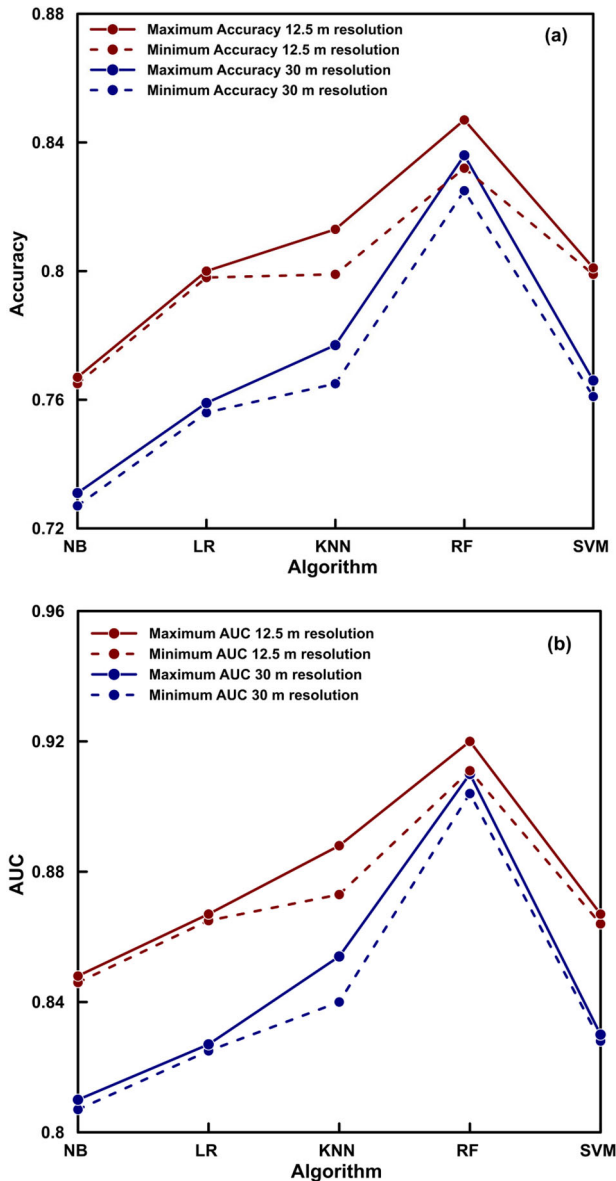 0.88
(a)
Maximum Accuracy 12.5 m resolution
Minimum Accuracy 12.5 m resolution
Maximum Accuracy 30 m resolution
Minimum Accuracy 30 m resolution
0.84
0.8
0.76
0.72
Accuracy
NB LR KNN RF SVM
Algorithm
0.96
(b)
Maximum AUC 12.5 m resolution
Minimum AUC 12.5 m resolution
Maximum AUC 30 m resolution
Minimum AUC 30 m resolution
0.92
0.88
0.84
0.8
AUC
NB LR KNN RF SVM
Algorithm